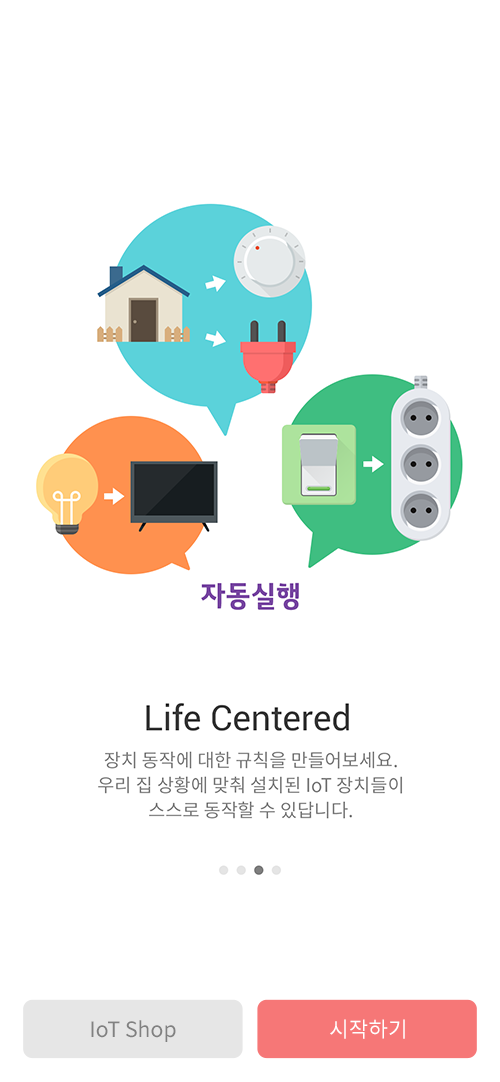 자동실행
Life Centered
장치 동작에 대한 규칙을 만들어보세요.
우리 집 상황에 맞춰 설치된 IoT 장치들이
스스로 동작할 수 있답니다.
IoT Shop
시작하기